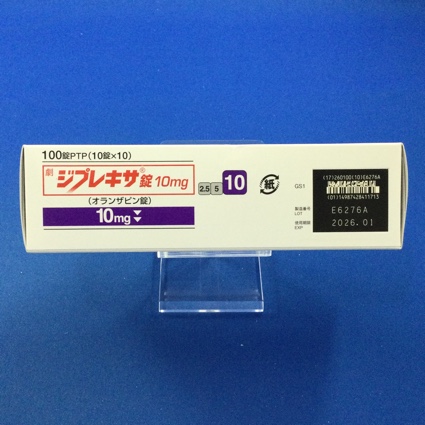 100錠PTP(10錠×10)
劇 ジプレキサ®錠10mg
(オランザピン錠)
10mg
2.5 5 10
紙
GS1
(17)260100(10)E6276A
(01)14987428411713
製造番号 LOT E6276A
使用期限 EXP 2026.01